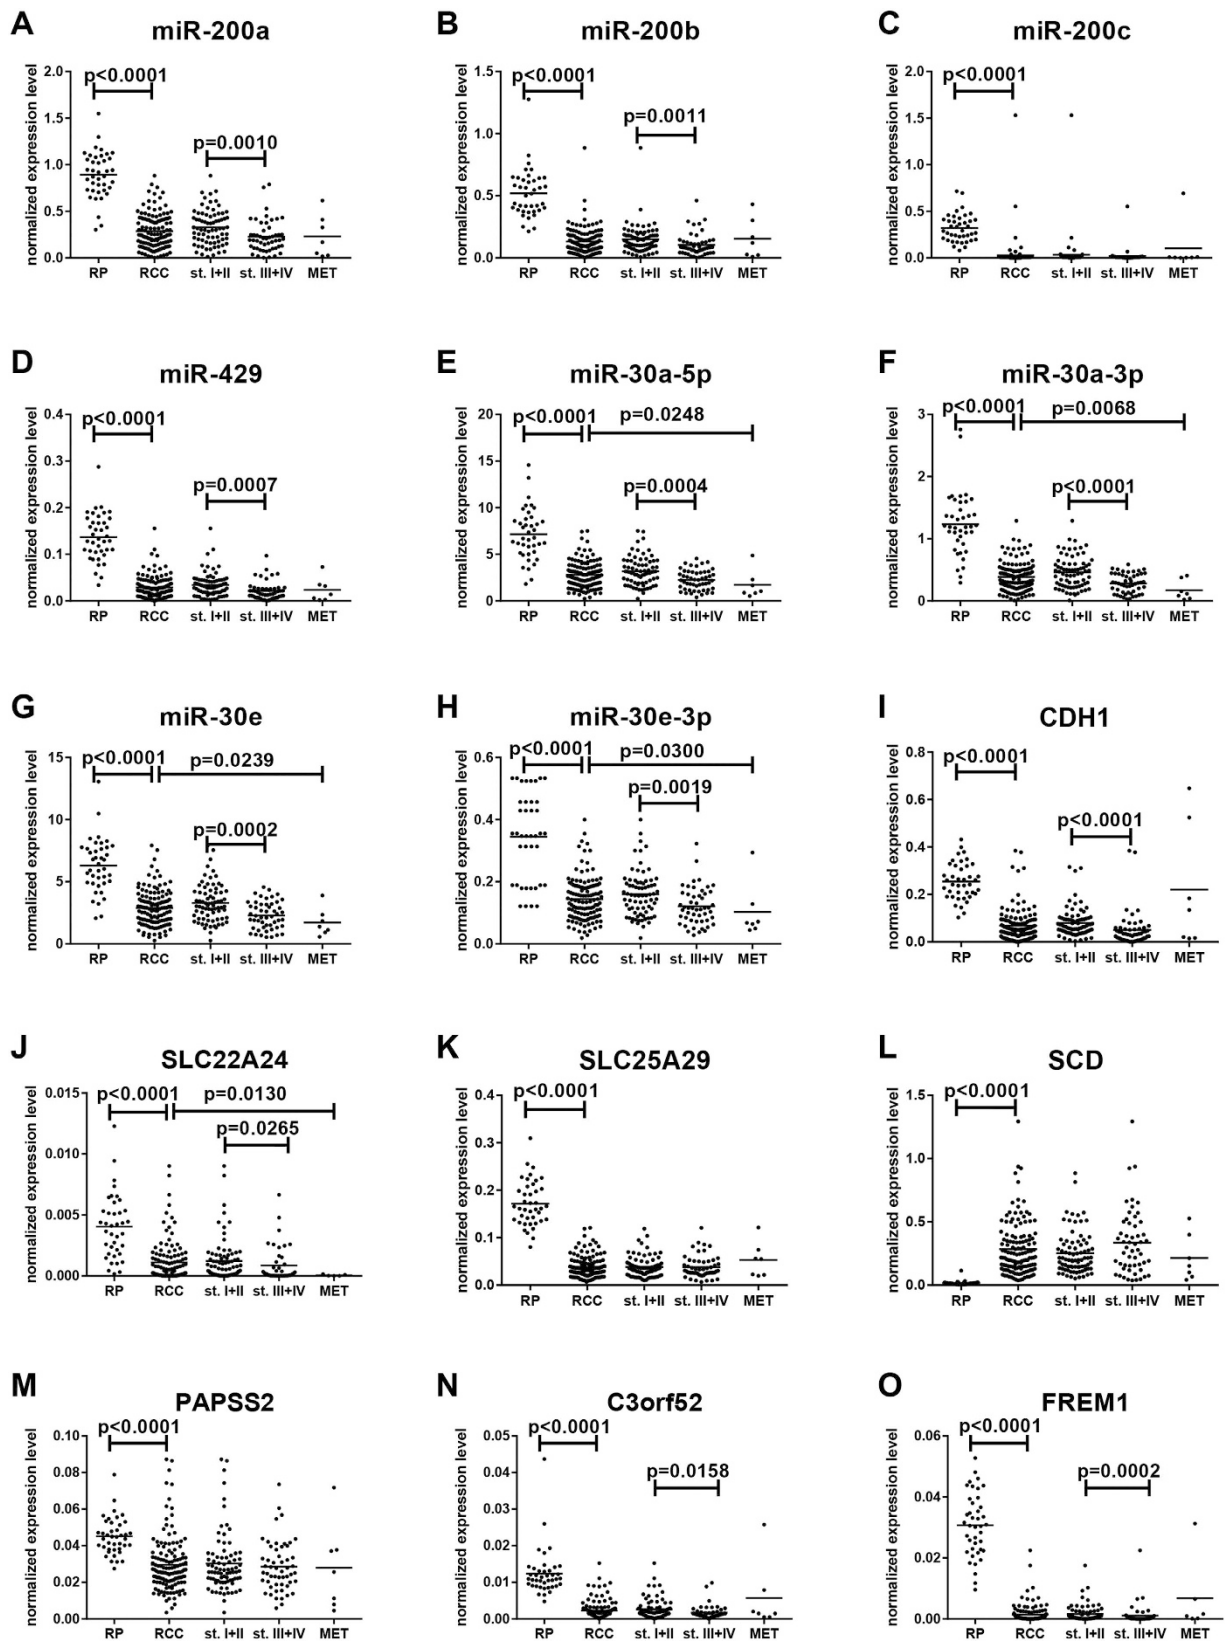 A
miR-200a
normalized expression level
2.0
1.5
1.0
0.5
0.0
p<0.0001
p=0.0010
RP RCC st. I+II st. III+IV MET
B
miR-200b
normalized expression level
1.5
1.0
0.5
0.0
p<0.0001
p=0.0011
RP RCC st. I+II st. III+IV MET
C
miR-200c
normalized expression level
2.0
1.5
1.0
0.5
0.0
p<0.0001
RP RCC st. I+II st. III+IV MET
D
miR-429
normalized expression level
0.4
0.3
0.2
0.1
0.0
p<0.0001
p=0.0007
RP RCC st. I+II st. III+IV MET
E
miR-30a-5p
normalized expression level
20
15
10
5
0
p<0.0001
p=0.0248
p=0.0004
RP RCC st. I+II st. III+IV MET
F
miR-30a-3p
normalized expression level
3
2
1
0
p<0.0001
p=0.0068
p<0.0001
RP RCC st. I+II st. III+IV MET
G
miR-30e
normalized expression level
15
10
5
0
p<0.0001
p=0.0239
p=0.0002
RP RCC st. I+II st. III+IV MET
H
miR-30e-3p
normalized expression level
0.6
0.4
0.2
0.0
p<0.0001
p=0.0300
p=0.0019
RP RCC st. I+II st. III+IV MET
I
CDH1
normalized expression level
0.8
0.6
0.4
0.2
0.0
p<0.0001
p<0.0001
RP RCC st. I+II st. III+IV MET
J
SLC22A24
normalized expression level
0.015
0.010
0.005
0.000
p<0.0001
p=0.0130
p=0.0265
RP RCC st. I+II st. III+IV MET
K
SLC25A29
normalized expression level
0.4
0.3
0.2
0.1
0.0
p<0.0001
RP RCC st. I+II st. III+IV MET
L
SCD
normalized expression level
1.5
1.0
0.5
0.0
p<0.0001
RP RCC st. I+II st. III+IV MET
M
PAPSS2
normalized expression level
0.10
0.08
0.06
0.04
0.02
0.00
p<0.0001
RP RCC st. I+II st. III+IV MET
N
C3orf52
normalized expression level
0.05
0.04
0.03
0.02
0.01
0.00
p<0.0001
p=0.0158
RP RCC st. I+II st. III+IV MET
O
FREM1
normalized expression level
0.06
0.04
0.02
0.00
p<0.0001
p=0.0002
RP RCC st. I+II st. III+IV MET